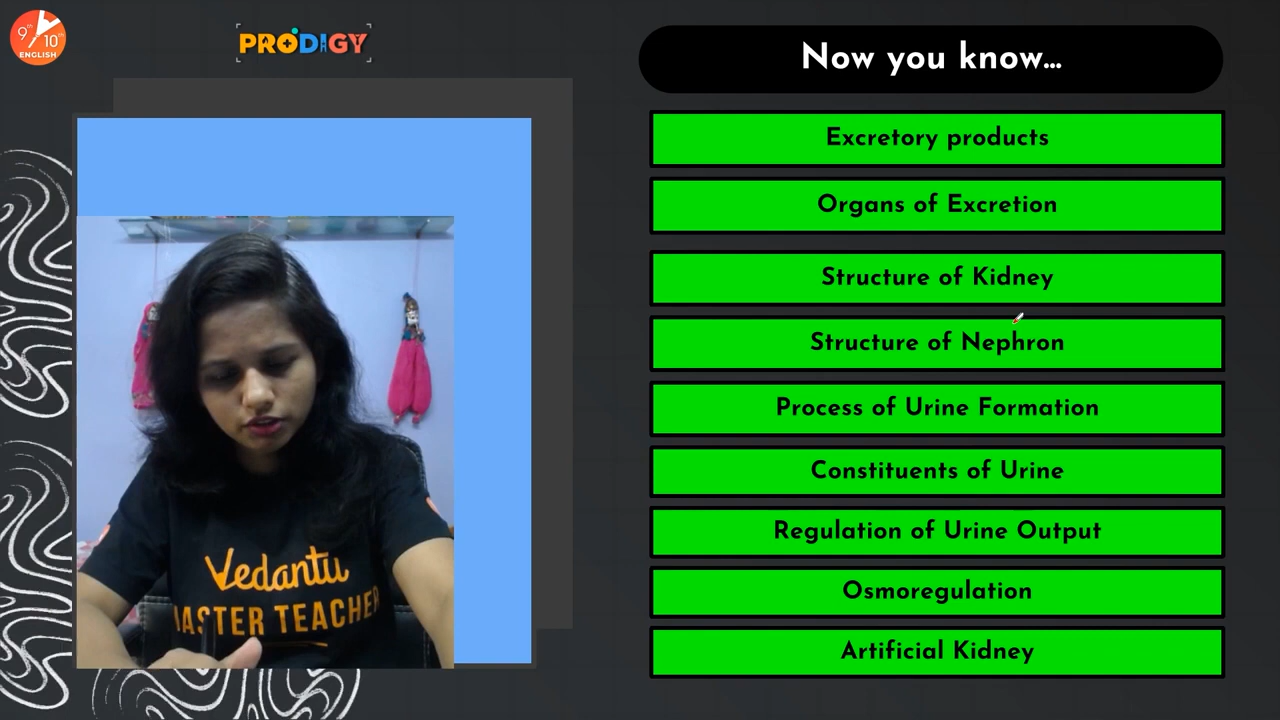 9th
10th
ENGLISH
PRODIGY
Now you know...
Excretory products
Organs of Excretion
Structure of Kidney
Structure of Nephron
Process of Urine Formation
Constituents of Urine
Regulation of Urine Output
Osmoregulation
Artificial Kidney
Vedantu
MASTER TEACHER